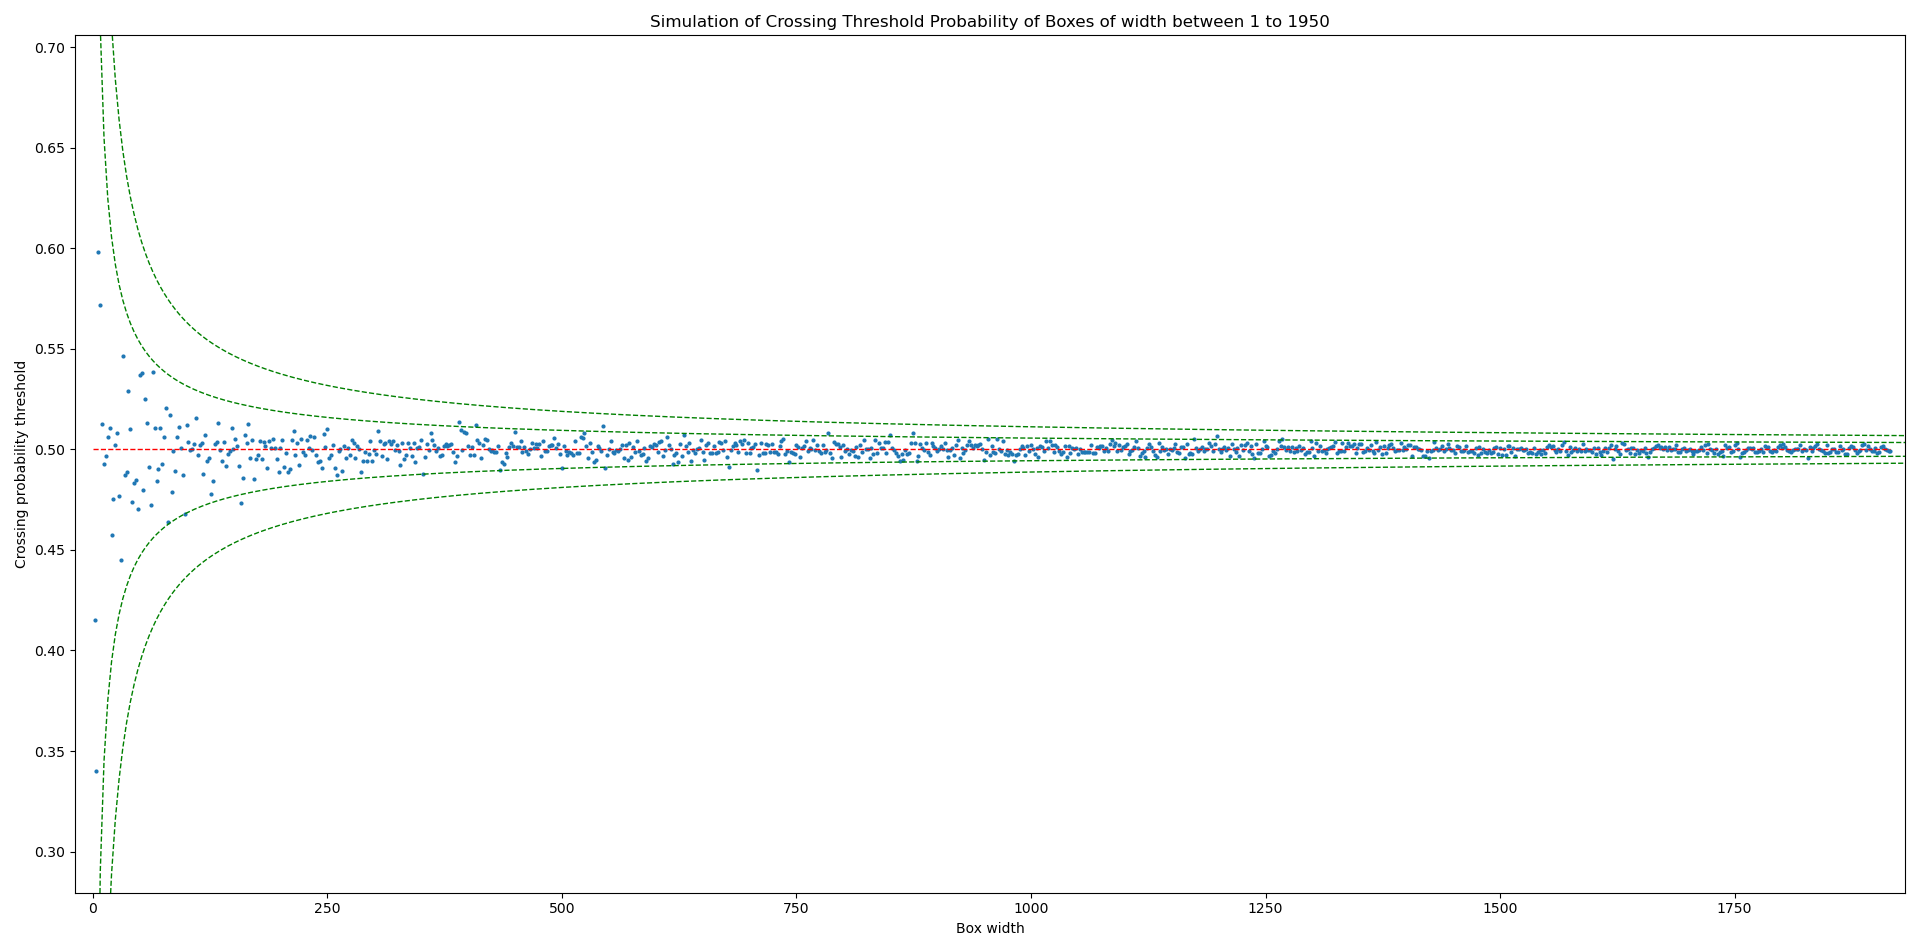 Simulation of Crossing Threshold Probability of Boxes of width between 1 to 1950
0.70
0.65
0.60
0.55
0.50
0.45
0.40
0.35
0.30
Crossing probability threshold
0 250 500 750 1000 1250 1500 1750
Box width